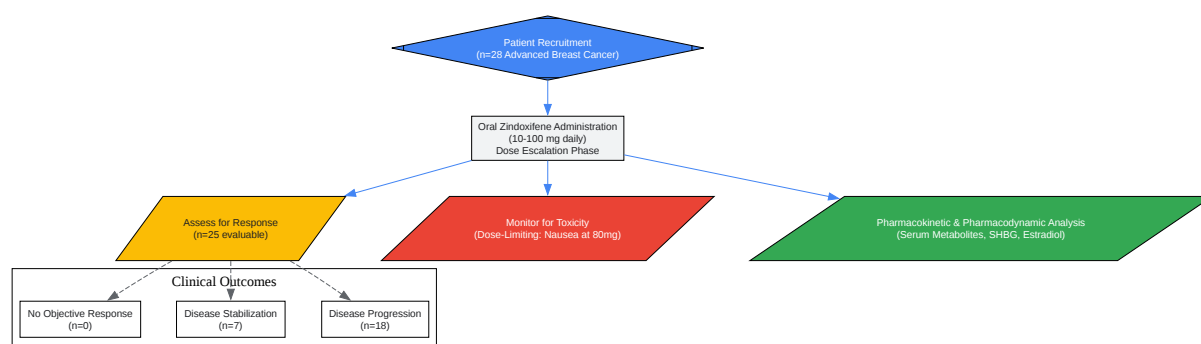 Patient Recruitment
(n=28 Advanced Breast Cancer)
Oral Zindoxifene Administration
(10-100 mg daily)
Dose Escalation Phase
Assess for Response
(n=25 evaluable)
Monitor for Toxicity
(Dose-Limiting: Nausea at 80mg)
Pharmacokinetic & Pharmacodynamic Analysis
(Serum Metabolites, SHBG, Estradiol)
Clinical Outcomes
No Objective Response
(n=0)
Disease Stabilization
(n=7)
Disease Progression
(n=18)